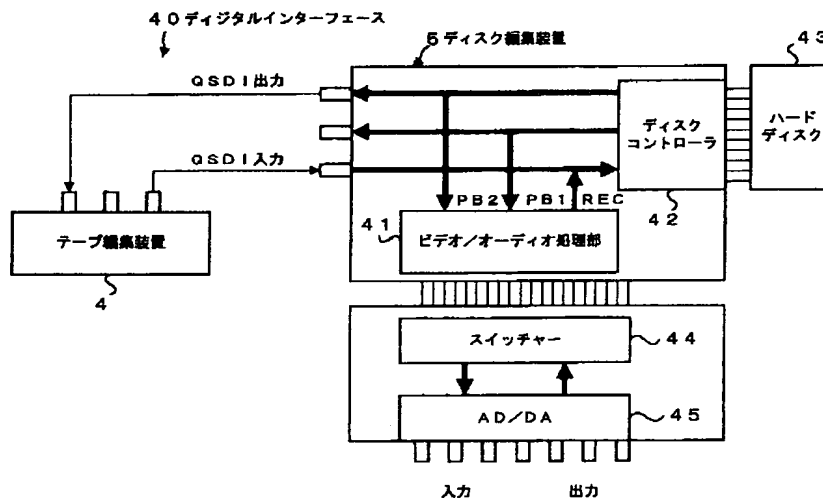 40ディジタルインターフェース
5ディスク編集装置
43
QSDI出力
ディスク
コントローラ
ハード
ディスク
QSDI入力
PB2
PB1
REC
42
41
ビデオ/オーディオ処理部
テープ編集装置
4
スイッチャー
44
AD/DA
45
入力
出力